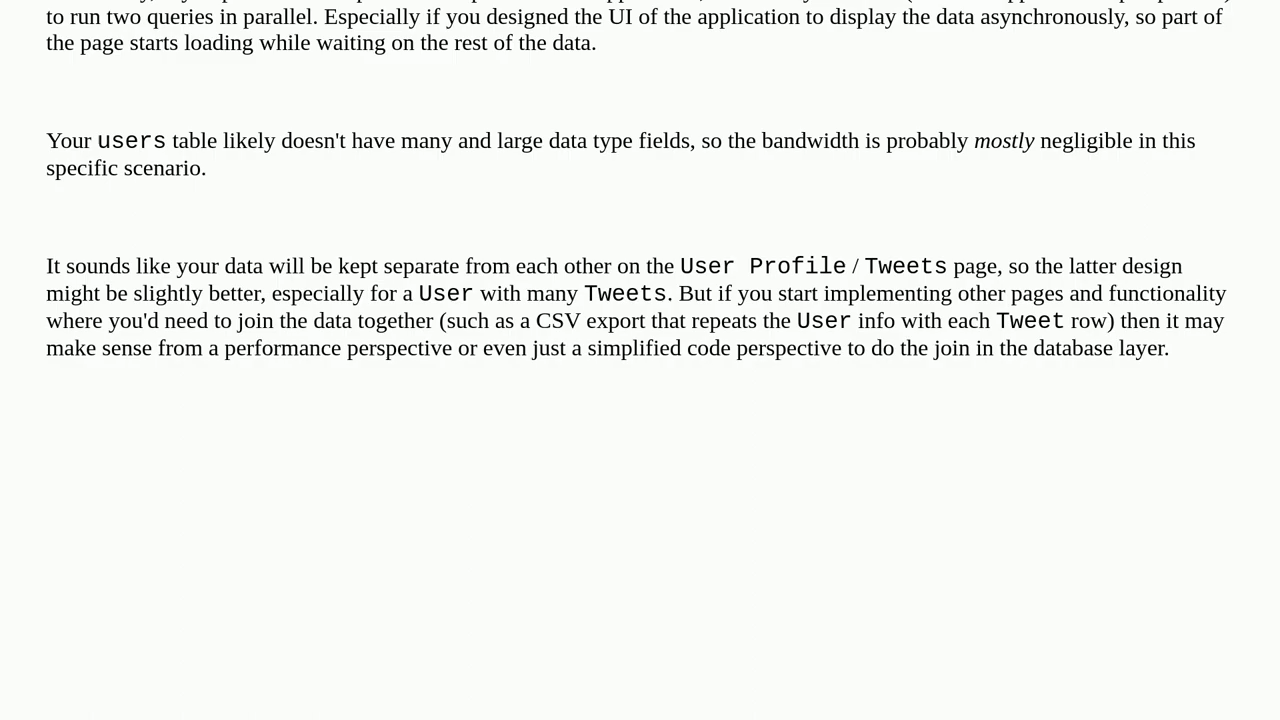 to run two queries in parallel. Especially if you designed the UI of the application to display the data asynchronously, so part of
the page starts loading while waiting on the rest of the data.
Your users table likely doesn't have many and large data type fields, so the bandwidth is probably mostly negligible in this
specific scenario.
It sounds like your data will be kept separate from each other on the User Profile / Tweets page, so the latter design
might be slightly better, especially for a User with many Tweets. But if you start implementing other pages and functionality
where you'd need to join the data together (such as a CSV export that repeats the User info with each Tweet row) then it may
make sense from a performance perspective or even just a simplified code perspective to do the join in the database layer.